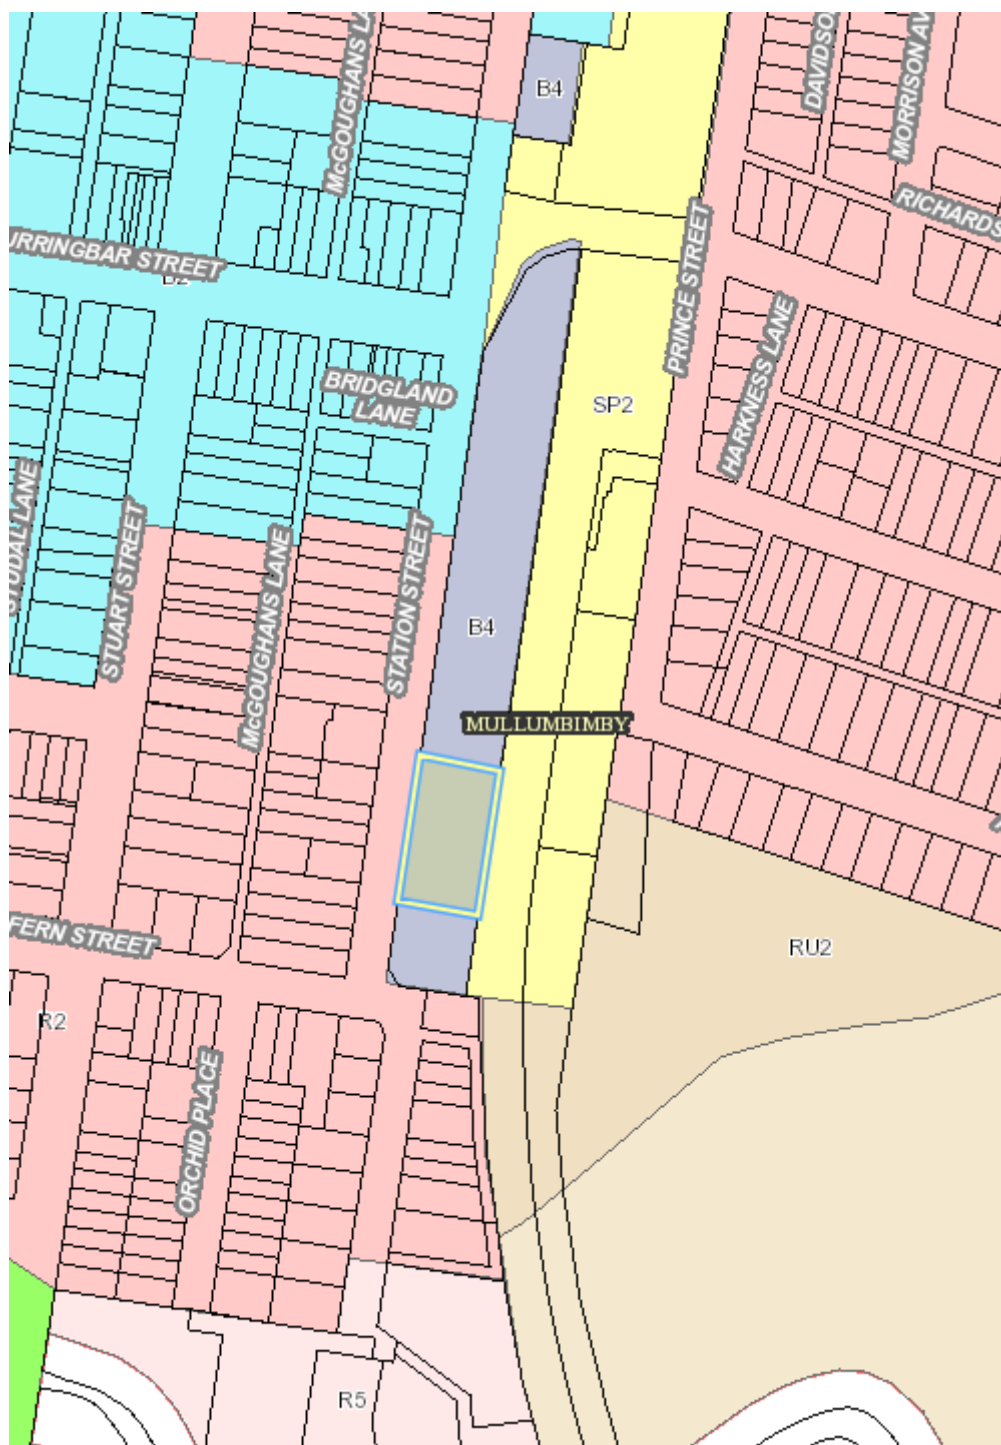 McGOUGHANS LA
DAVIDSO
MORRISON AV
B4
RICHARDS
URRINGBAR STREET
B2
PRINCE STREET
HARKNESS LANE
BRIDGLAND
LANE
SP2
STUART STREET
McGOUGHANS LANE
STATION STREET
B4
MULLUMBIMBY
FERN STREET
RU2
R2
ORCHID PLACE
R5